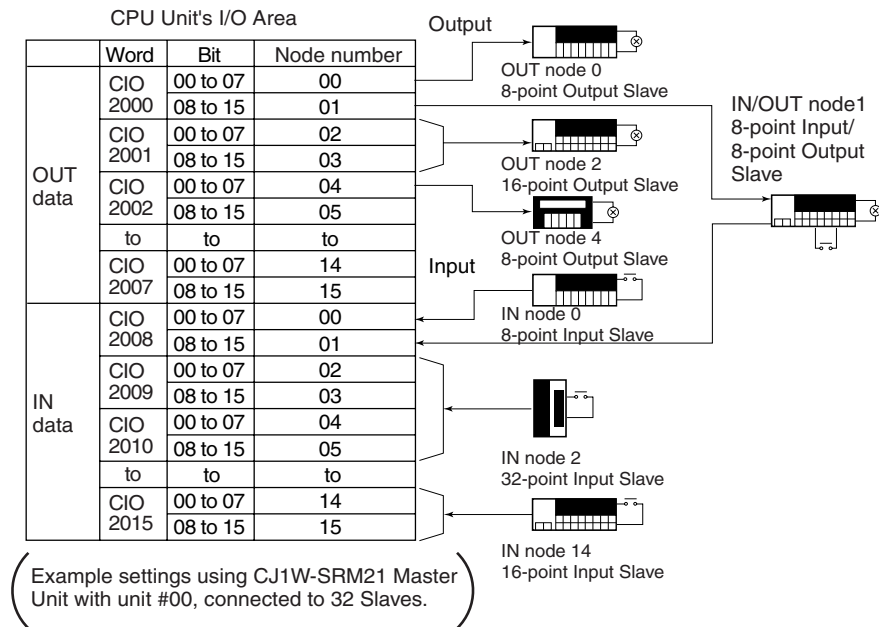 CPU Unit's I/O Area
Word Bit Node number
OUT data
CIO 2000 00 to 07 00
08 to 15 01
CIO 2001 00 to 07 02
08 to 15 03
CIO 2002 00 to 07 04
08 to 15 05
to to to
CIO 2007 00 to 07 14
08 to 15 15
IN data
CIO 2008 00 to 07 00
08 to 15 01
CIO 2009 00 to 07 02
08 to 15 03
CIO 2010 00 to 07 04
08 to 15 05
to to to
CIO 2015 00 to 07 14
08 to 15 15
Output
OUT node 0
8-point Output Slave
OUT node 2
16-point Output Slave
OUT node 4
8-point Output Slave
Input
IN node 0
8-point Input Slave
IN node 2
32-point Input Slave
IN node 14
16-point Input Slave
IN/OUT node1
8-point Input/
8-point Output
Slave
Example settings using CJ1W-SRM21 Master
Unit with unit #00, connected to 32 Slaves.